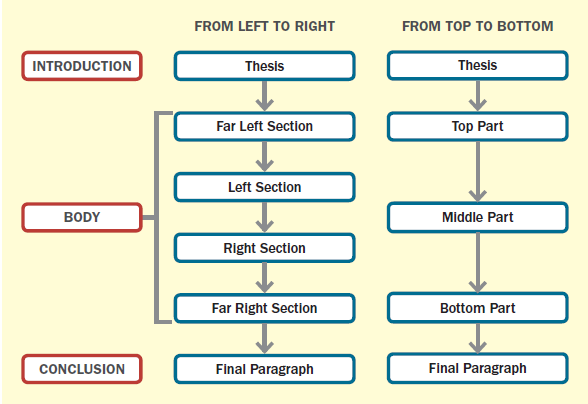 FROM LEFT TO RIGHT
FROM TOP TO BOTTOM
INTRODUCTION
Thesis
Thesis
Far Left Section
Top Part
Left Section
BODY
Middle Part
Right Section
Far Right Section
Bottom Part
CONCLUSION
Final Paragraph
Final Paragraph